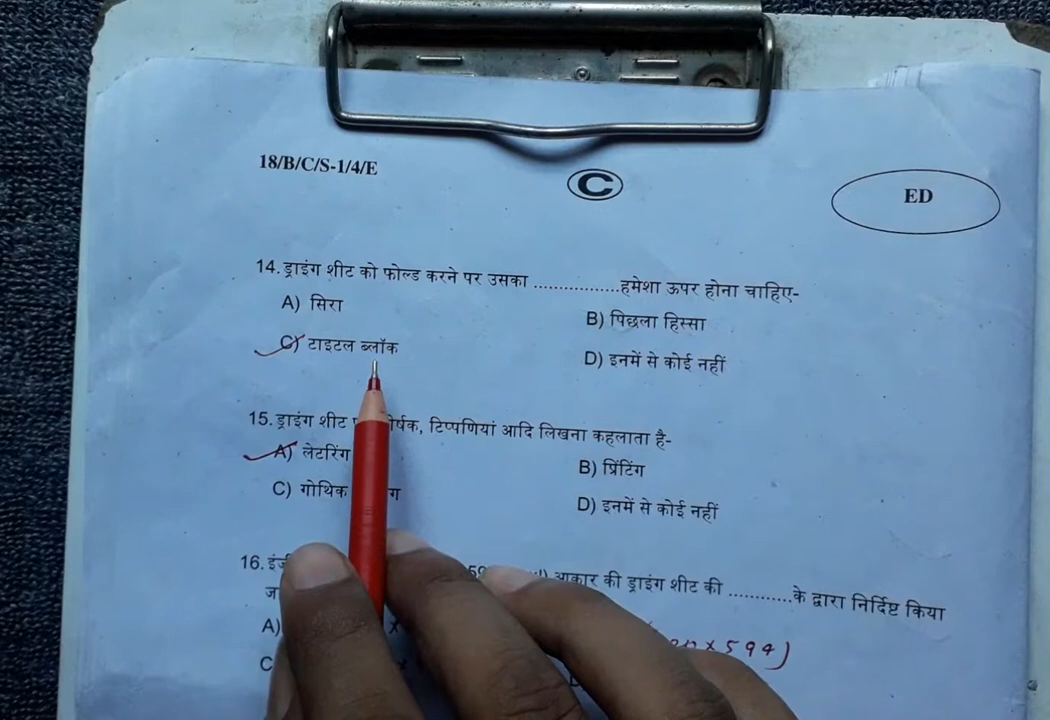 18/B/C/S-1/4/E
C
ED
14. ड्राइंग शीट को फोल्ड करने पर उसका ................हमेशा ऊपर होना चाहिए-
A) सिरा
B) पिछला हिस्सा
C) टाइटल ब्लॉक
D) इनमें से कोई नहीं
15. ड्राइंग शीट टिप्पणियां आदि लिखना कहलाता है-
A) लेटरिंग
B) प्रिंटिंग
C) गोथिक
D) इनमें से कोई नहीं
16. आकार की ड्राइंग शीट की ............के द्वारा निर्दिष्ट किया
A) x 594)
C